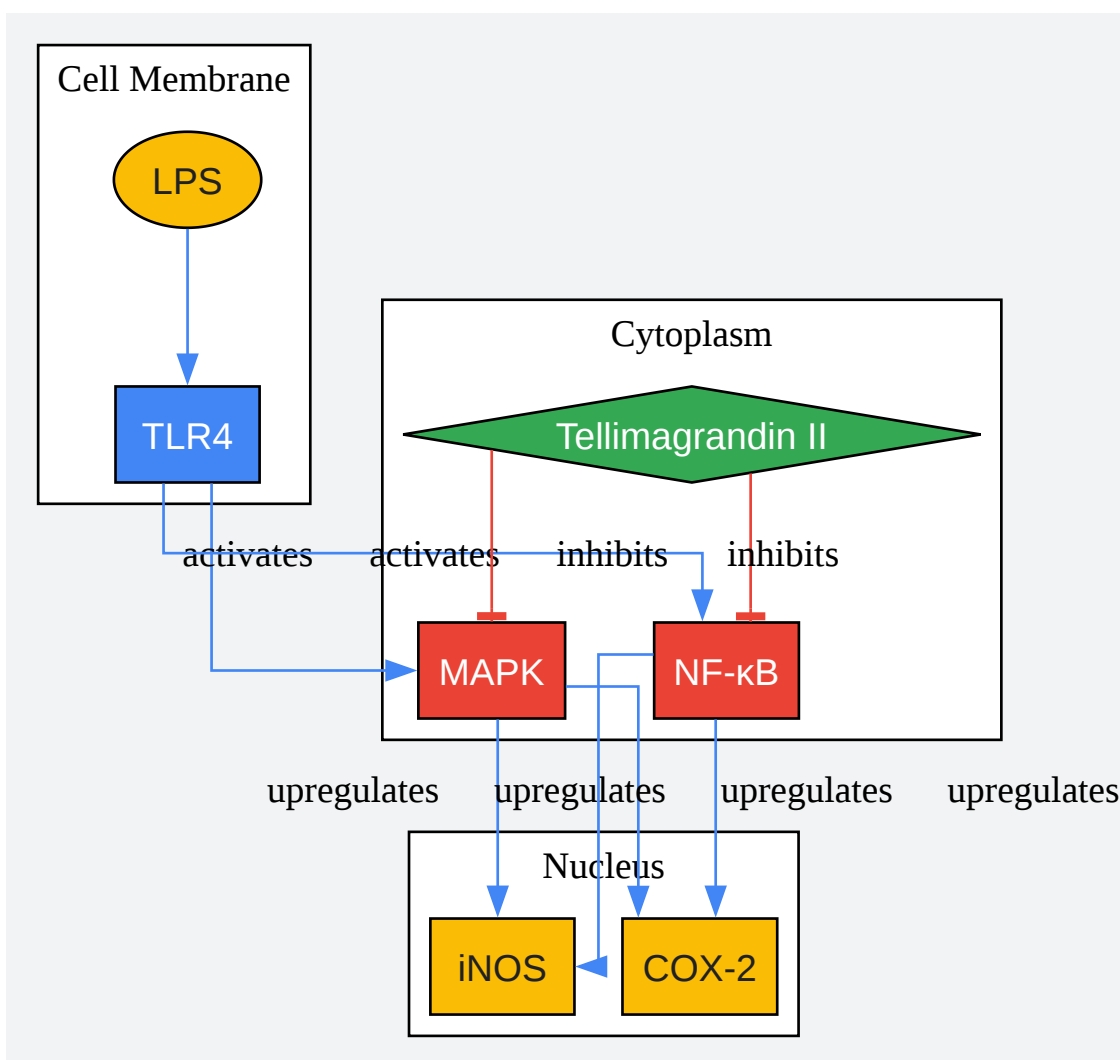 Cell Membrane
LPS
TLR4
Cytoplasm
Tellimagrandin II
activates
activates
inhibits
inhibits
MAPK
NF-κB
upregulates
upregulates
upregulates
upregulates
Nucleus
iNOS
COX-2